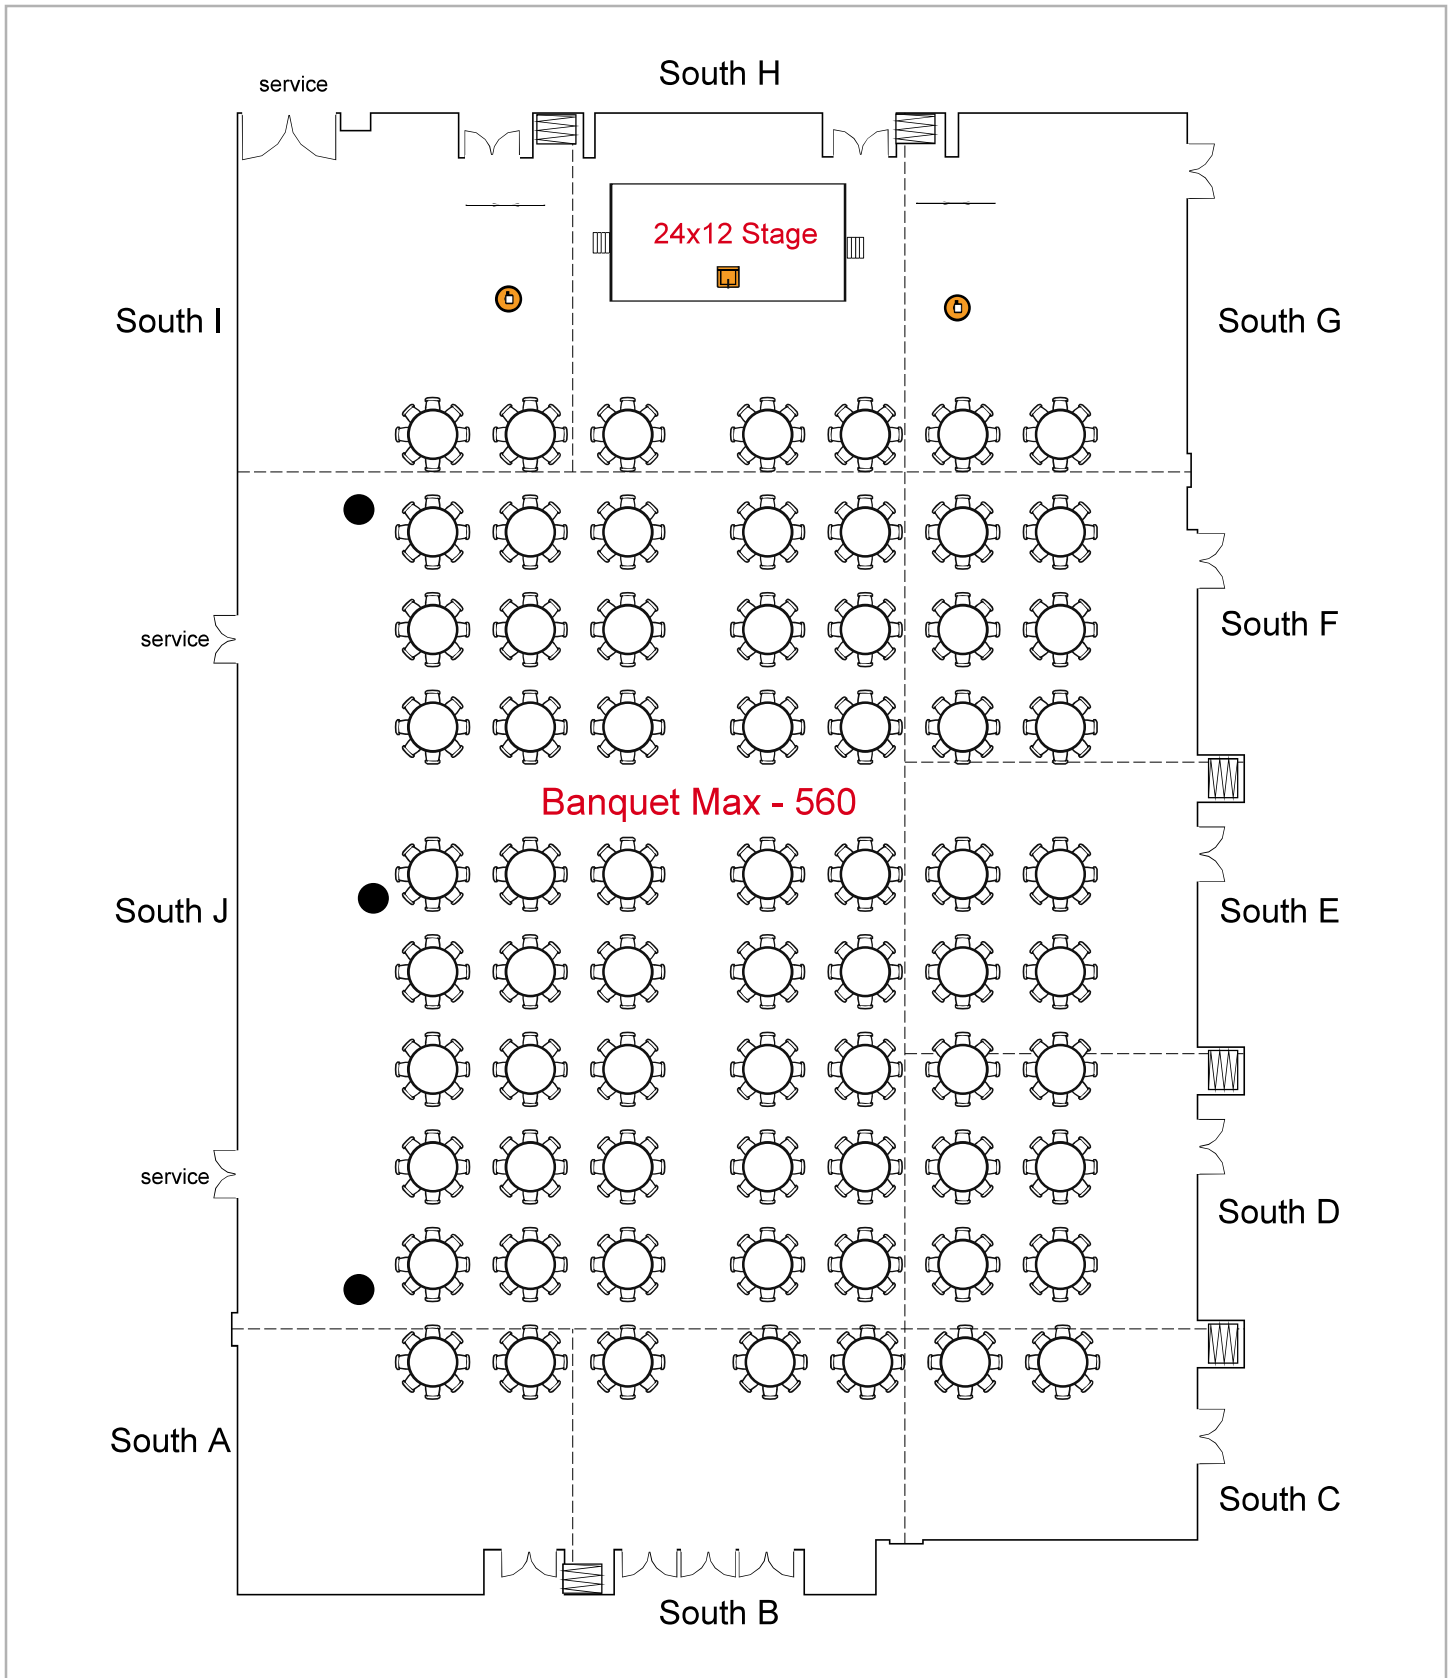 South H
service
24x12 Stage
South I
South G
service
South F
Banquet Max - 560
South J
South E
service
South D
South A
South C
South B